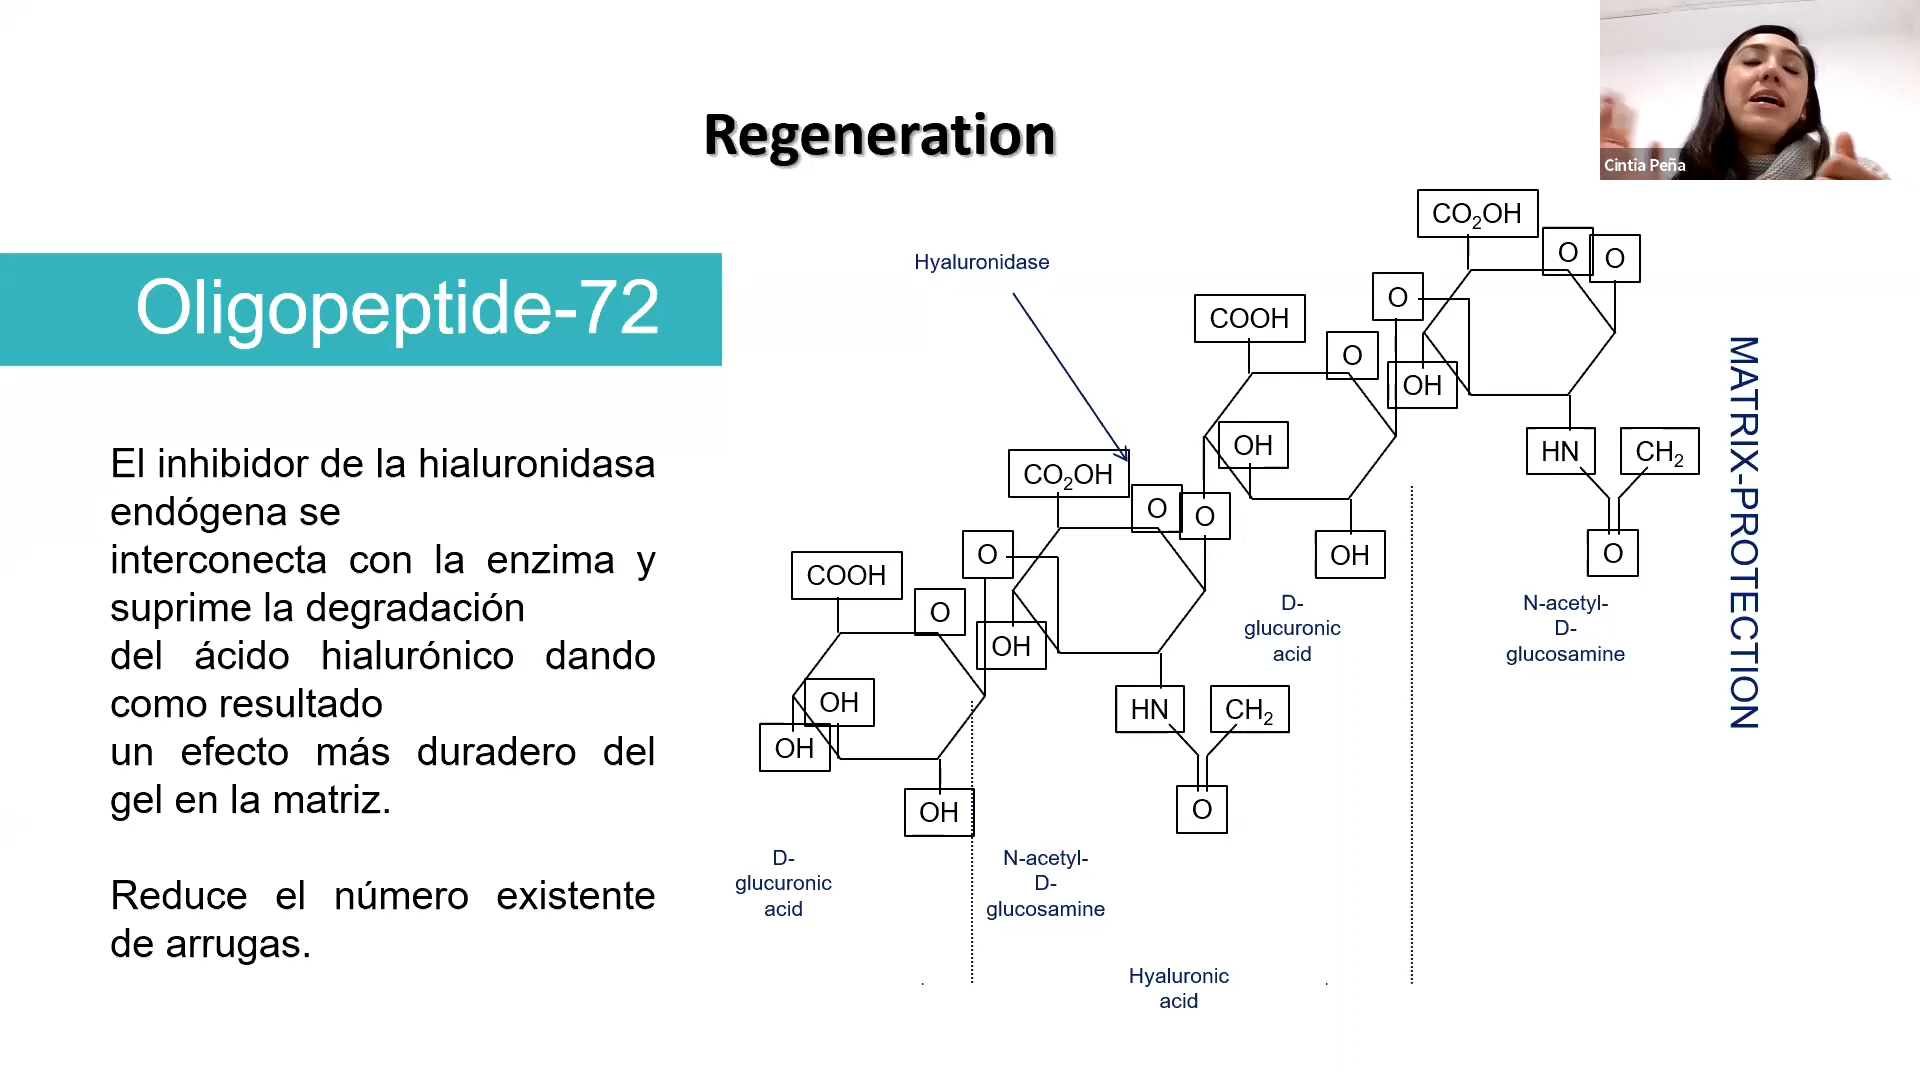 Regeneration
Cintia Peña
Oligopeptide-72
El inhibidor de la hialuronidasa
endógena se
interconecta con la enzima y
suprime la degradación
del ácido hialurónico dando
como resultado
un efecto más duradero del
gel en la matriz.
Reduce el número existente
de arrugas.
Hyaluronidase
CO2OH
O
O
O
COOH
O
OH
OH
HN
CH2
O
CO2OH
O
O
OH
O
COOH
O
OH
HN
CH2
O
OH
OH
OH
D-
glucuronic
acid
N-acetyl-
D-
glucosamine
D-
glucuronic
acid
N-acetyl-
D-
glucosamine
Hyaluronic
acid
MATRIX-PROTECTION